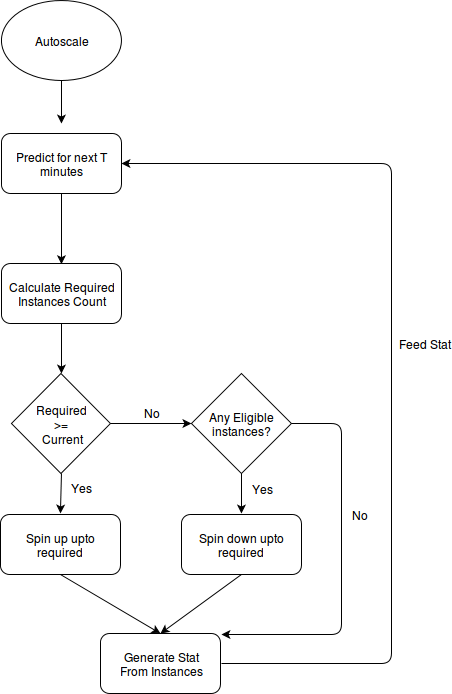 Autoscale
Predict for next T
minutes
Calculate Required
Instances Count
Feed Stat
Required
>=
Current
No
Any Eligible
instances?
Yes
Yes
No
Spin up upto
required
Spin down upto
required
Generate Stat
From Instances